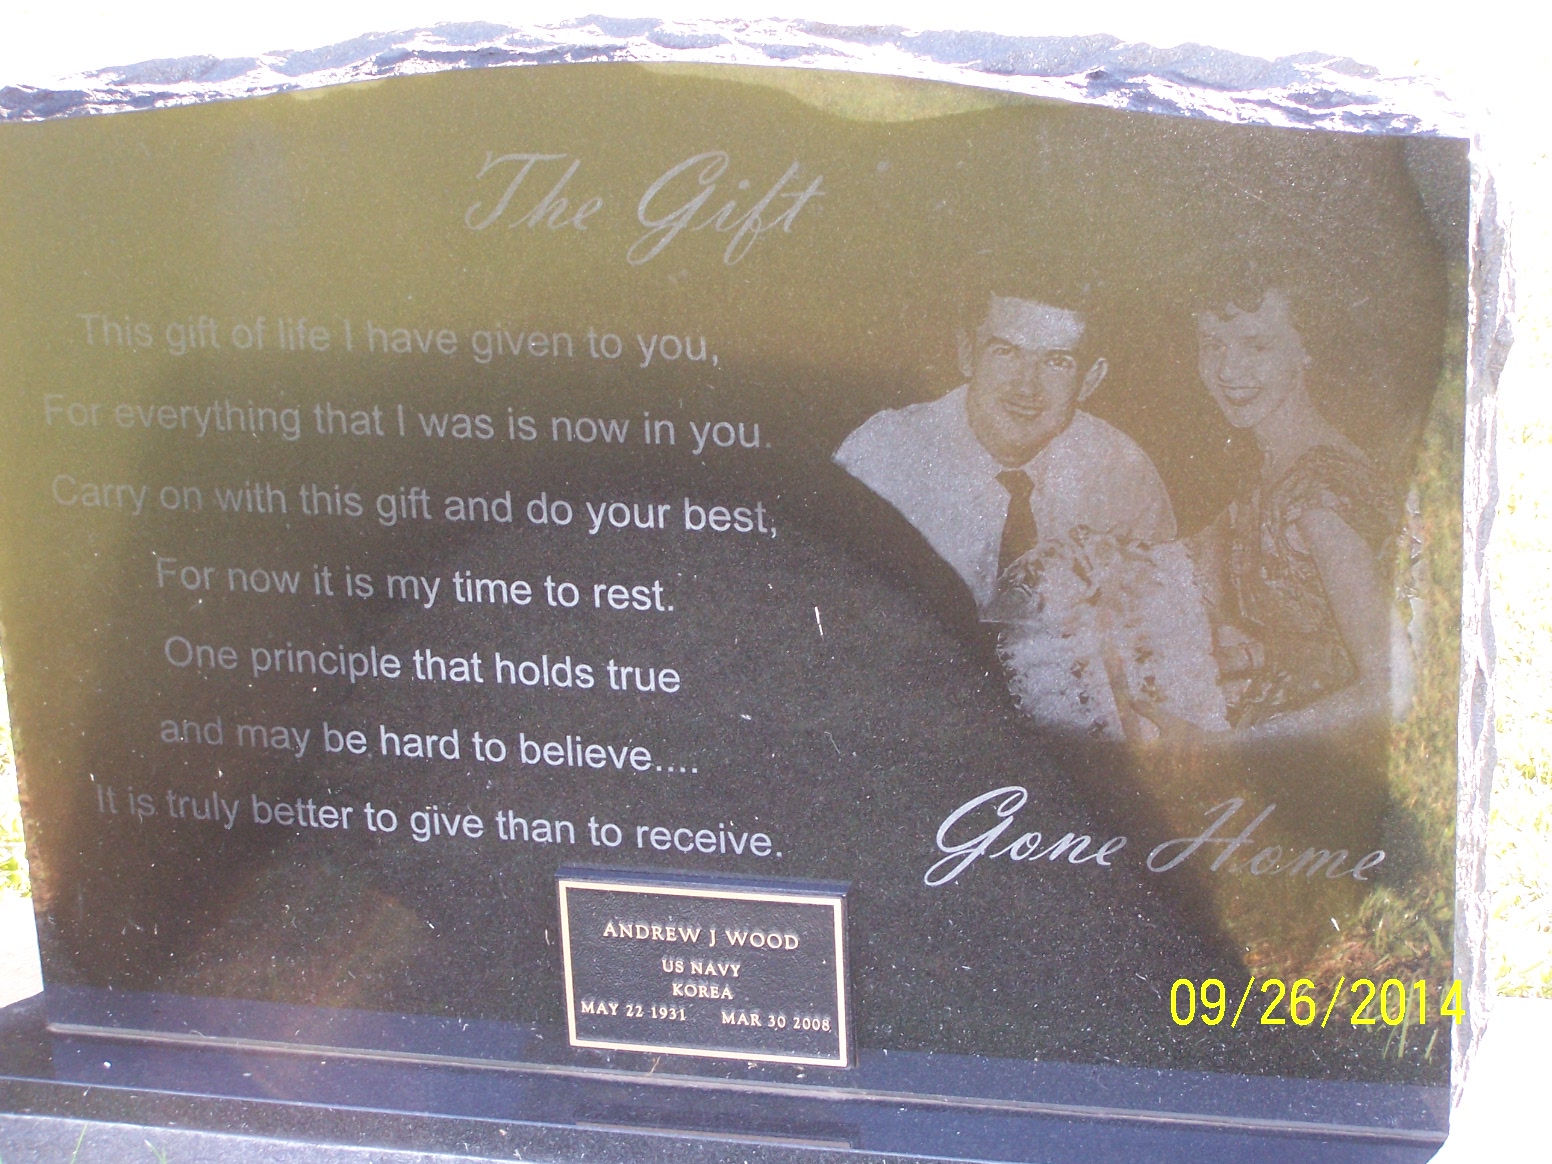 The Gift
This gift of life I have given to you,
For everything that I was is now in you.
Carry on with this gift and do your best,
For now it is my time to rest.
One principle that holds true
and may be hard to believe....
It is truly better to give than to receive.
Gone Home
ANDREW J WOOD
US NAVY
KOREA
MAY 22 1931 MAR 30 2008
09/26/2014